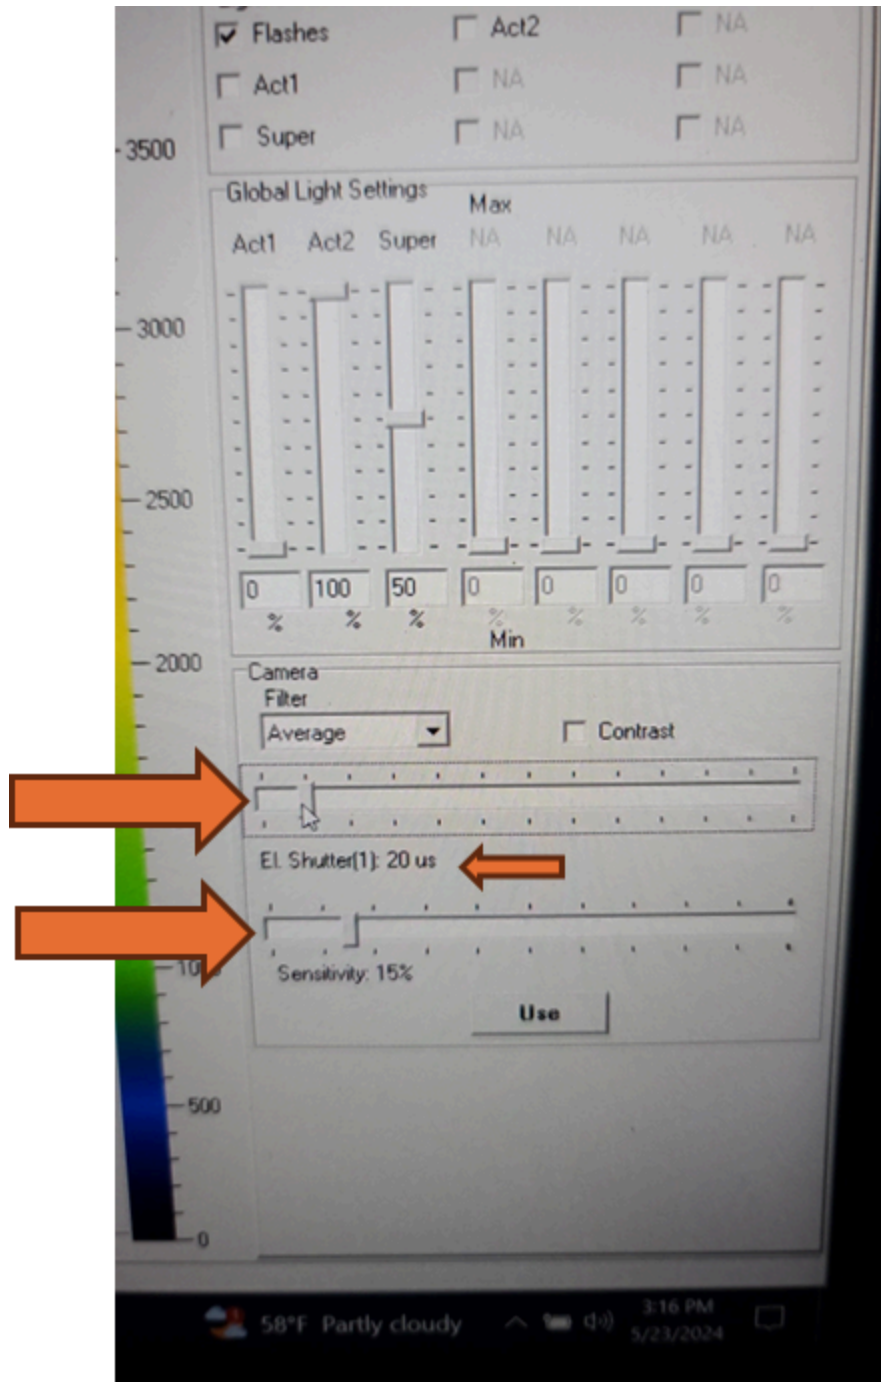 Flashes Act2 NA
Act1 NA NA
Super NA NA
3500
Global Light Settings
Max
Act1 Act2 Super NA NA NA NA NA
3000
2500
0 100 50 0 0 0 0 0
% % % % % % % %
Min
2000
Camera
Filter
Average Contrast
El. Shutter(1): 20 us
Sensitivity: 15%
Use
500
0
58°F Partly cloudy 3:16 PM
5/23/2024